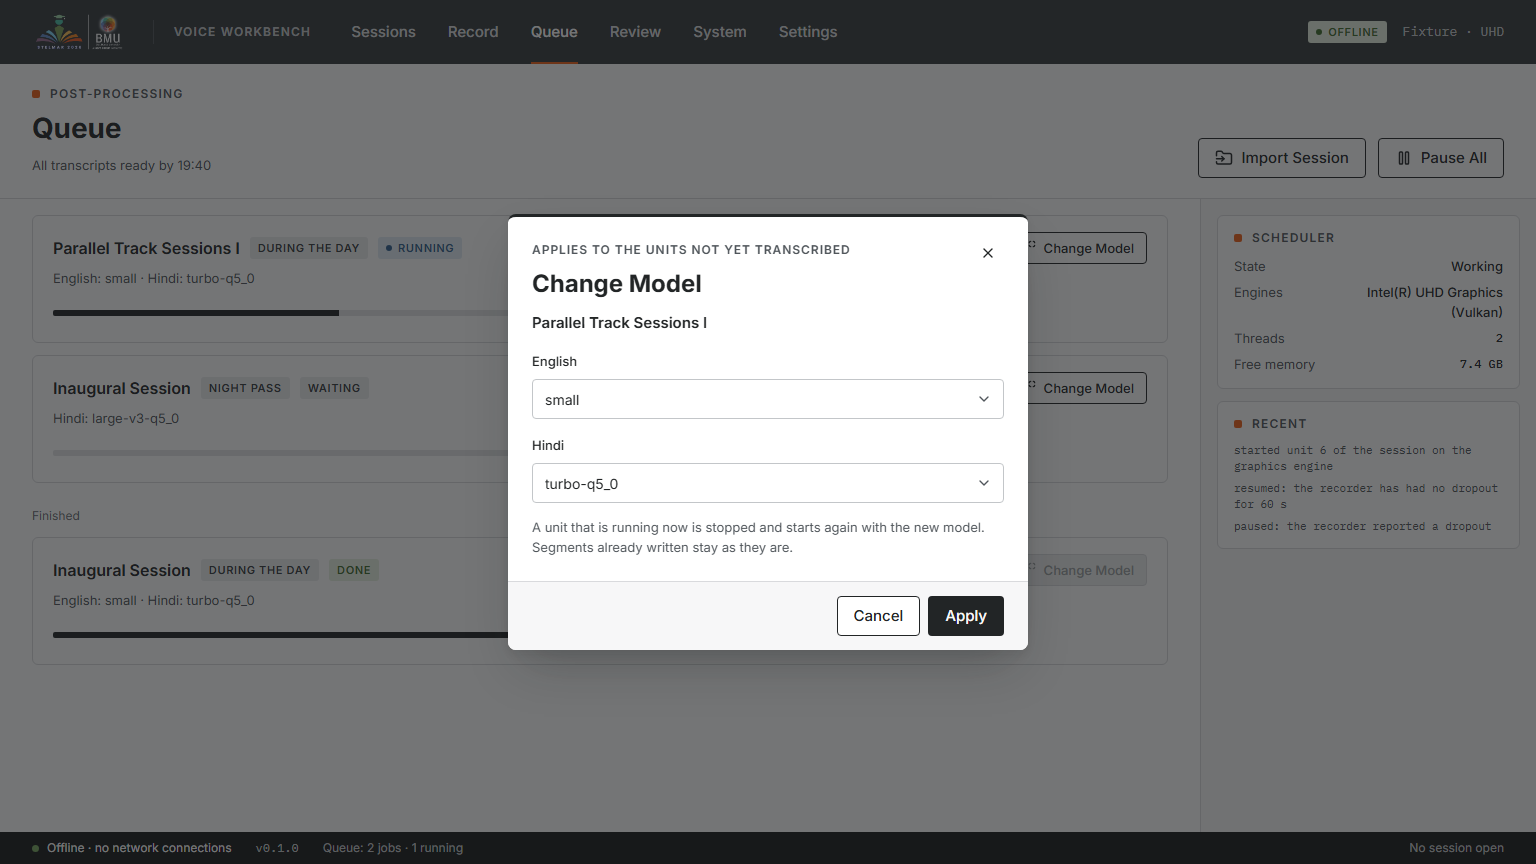 BMU
VOICE WORKBENCH
Sessions
Record
Queue
Review
System
Settings
OFFLINE
Fixture · UHD
POST-PROCESSING
Queue
All transcripts ready by 19:40
Import Session
Pause All
Parallel Track Sessions I
DURING THE DAY
RUNNING
Change Model
English: small · Hindi: turbo-q5_0
Inaugural Session
NIGHT PASS
WAITING
Change Model
Hindi: large-v3-q5_0
Finished
Inaugural Session
DURING THE DAY
DONE
Change Model
English: small · Hindi: turbo-q5_0
APPLIES TO THE UNITS NOT YET TRANSCRIBED
Change Model
Parallel Track Sessions I
English
small
Hindi
turbo-q5_0
A unit that is running now is stopped and starts again with the new model.
Segments already written stay as they are.
Cancel
Apply
SCHEDULER
State
Working
Engines
Intel(R) UHD Graphics
(Vulkan)
Threads
2
Free memory
7.4 GB
RECENT
started unit 6 of the session on the
graphics engine
resumed: the recorder has had no dropout
for 60 s
paused: the recorder reported a dropout
Offline · no network connections
v0.1.0
Queue: 2 jobs · 1 running
No session open